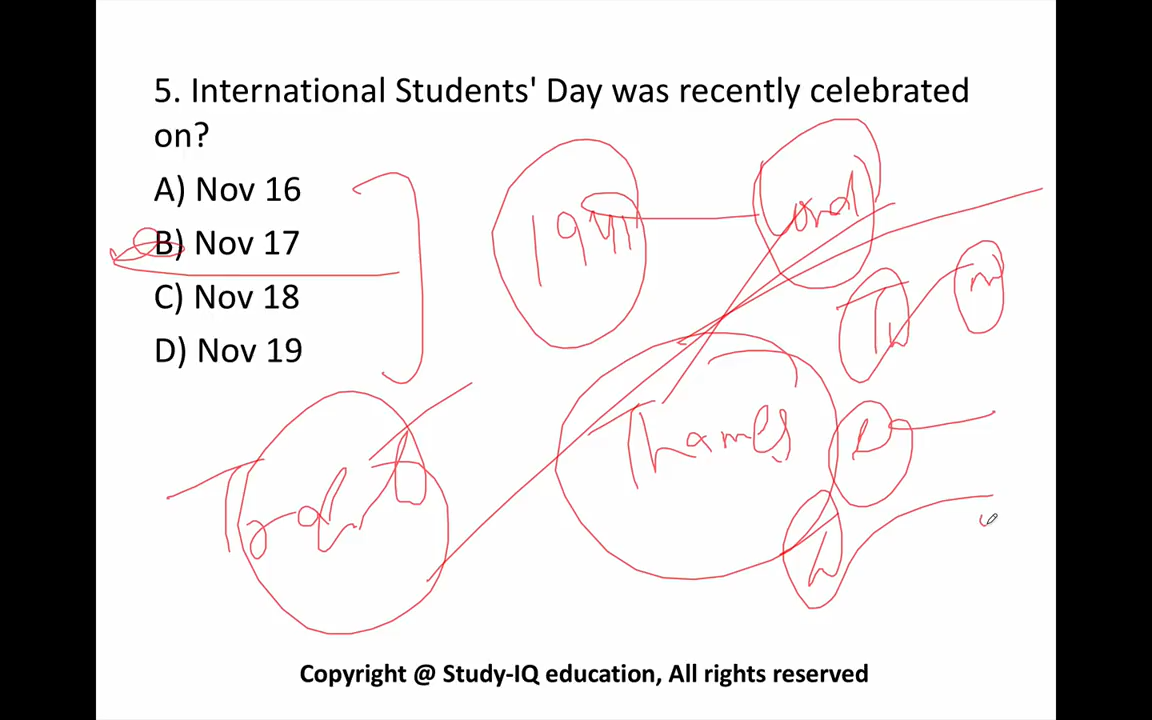 5. International Students' Day was recently celebrated
on?
A) Nov 16
B) Nov 17
C) Nov 18
D) Nov 19
Thames
Copyright @ Study-IQ education, All rights reserved